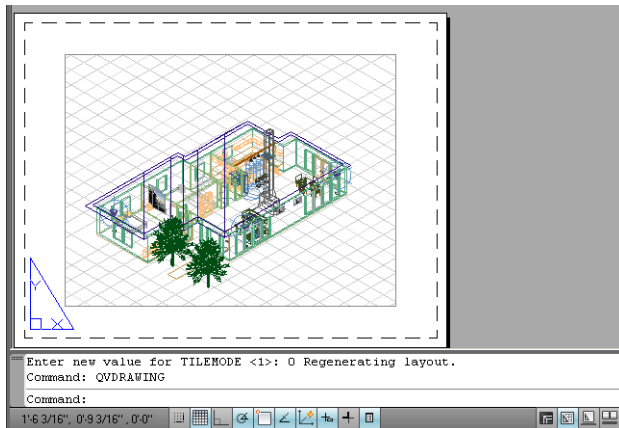 Y
X
Enter new value for TILEMODE <1>: 0 Regenerating layout.
Command: QVDRAWING
Command:
1'-6 3/16", 0'-9 3/16" , 0'-0"